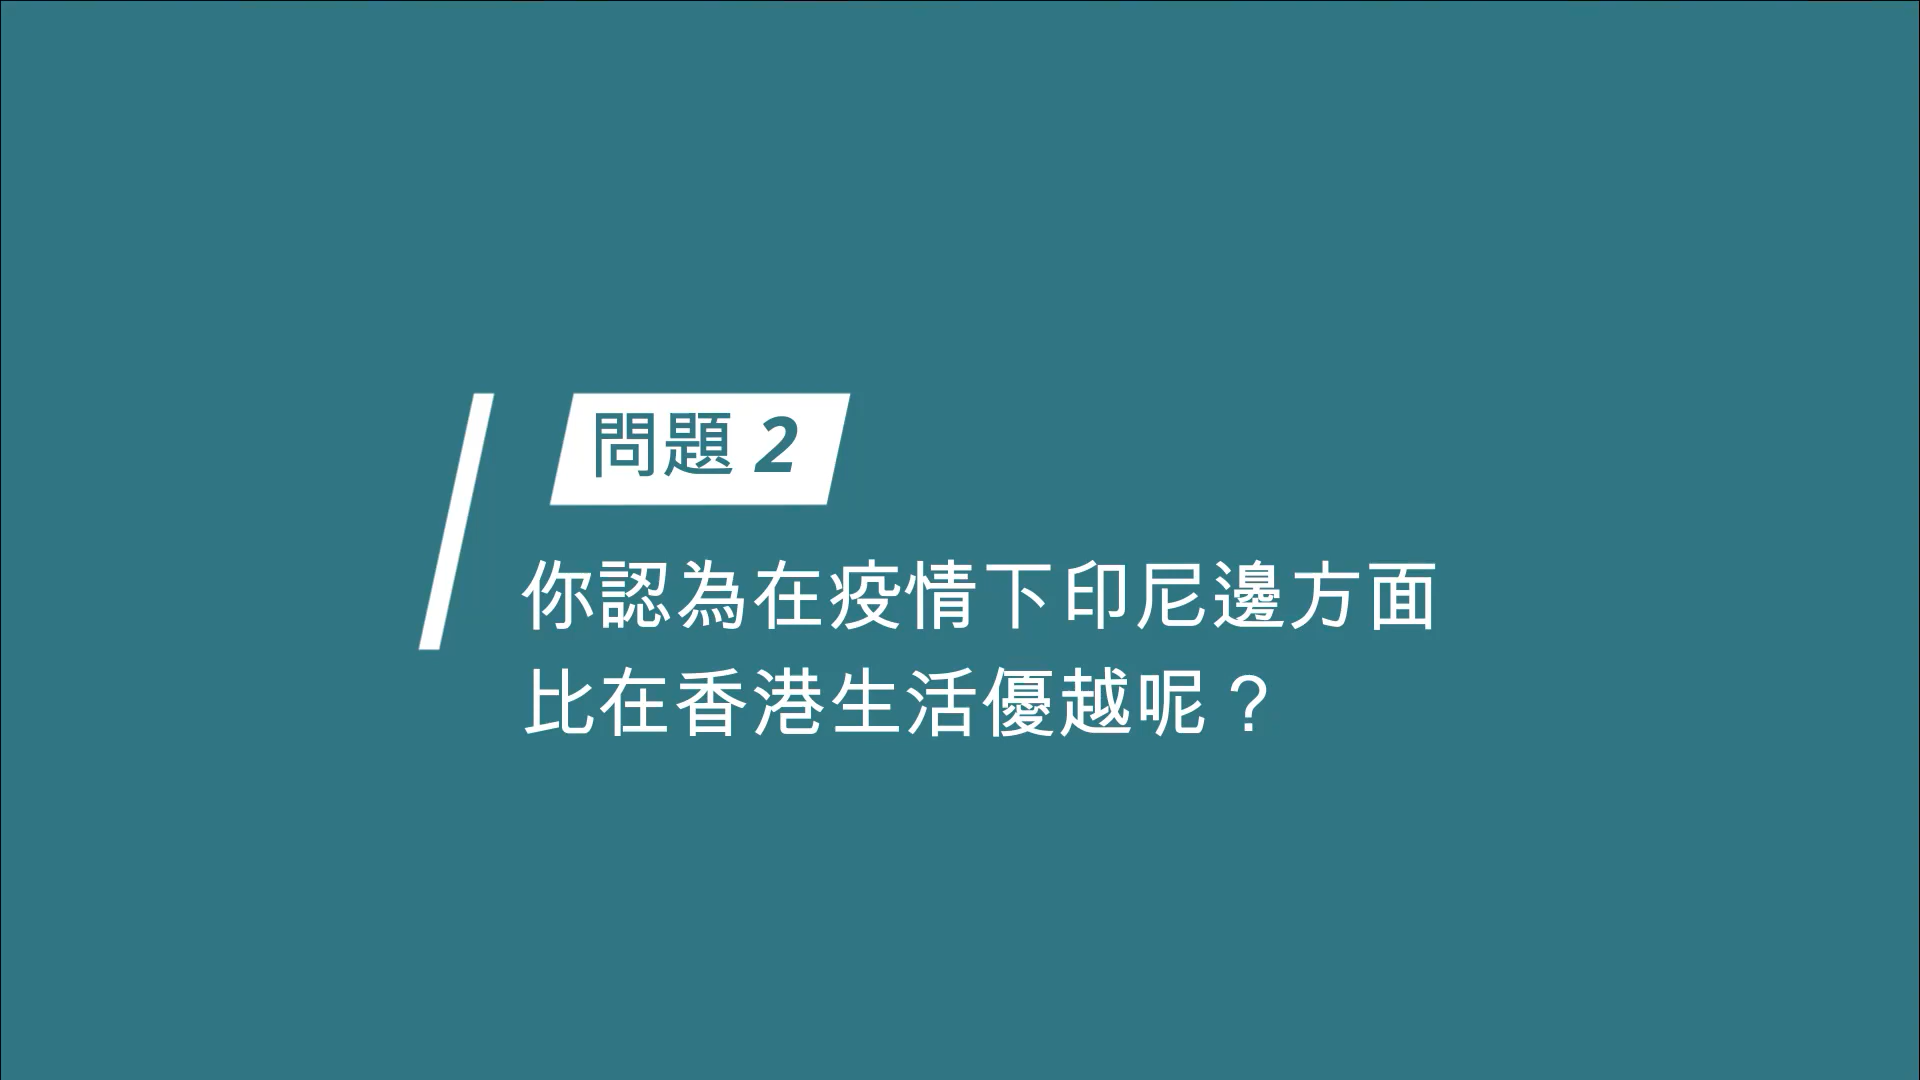 問題 2
你認為在疫情下印尼邊方面
比在香港生活優越呢？